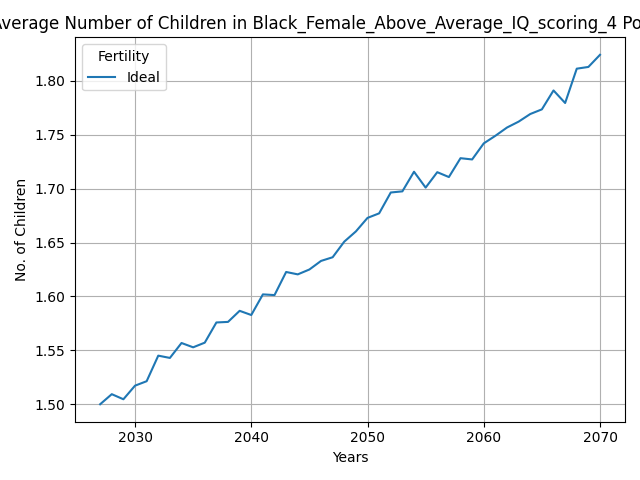 Average Number of Children in Black_Female_Above_Average_IQ_scoring_4 Po
Fertility
Ideal
No. of Children
1.80
1.75
1.70
1.65
1.60
1.55
1.50
2030 2040 2050 2060 2070
Years